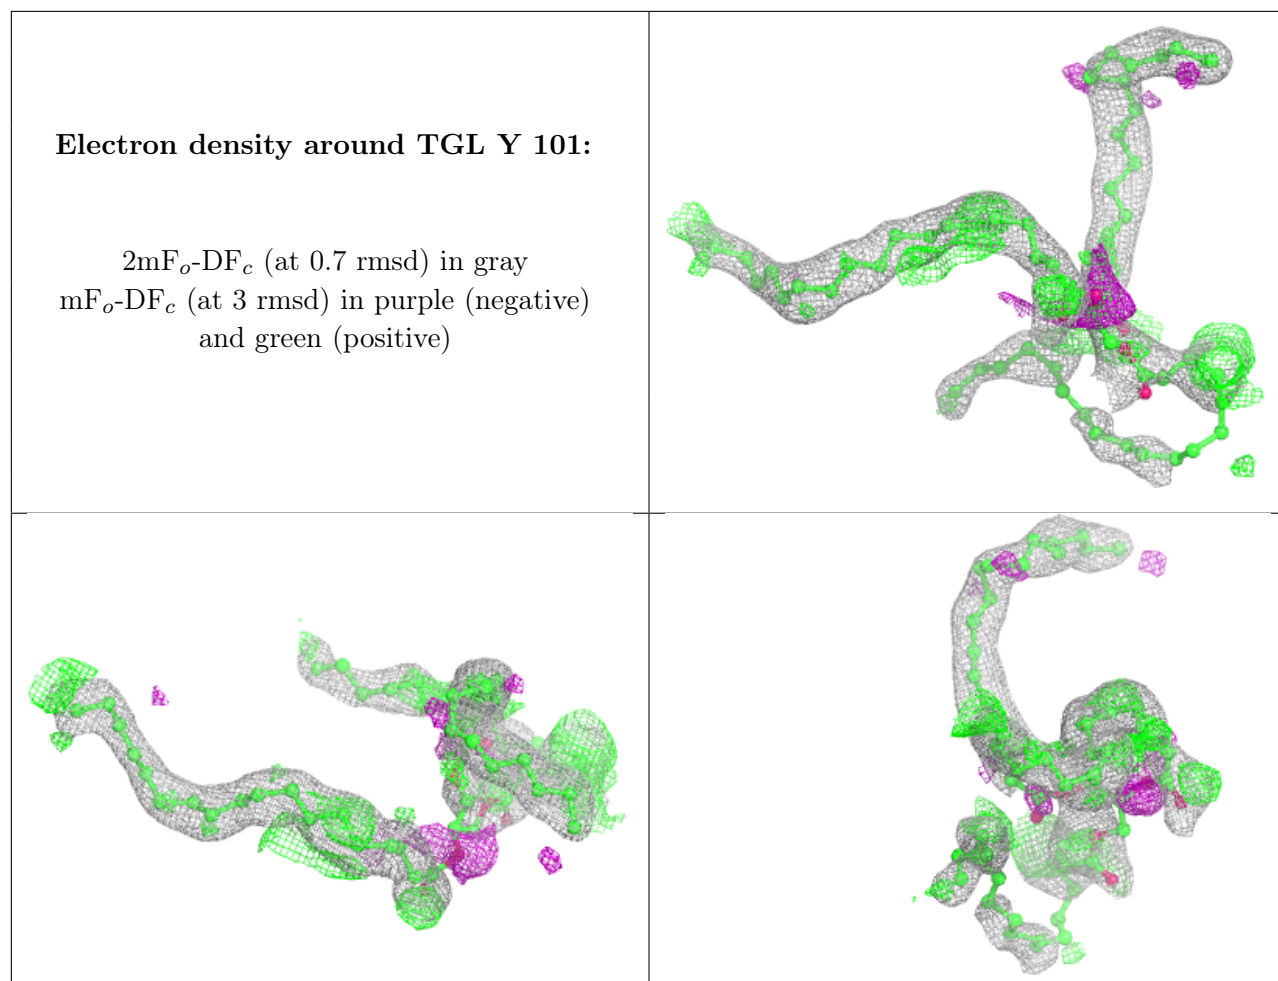 Electron density around TGL Y 101:
2mFo-DFc (at 0.7 rmsd) in gray
mFo-DFc (at 3 rmsd) in purple (negative)
and green (positive)